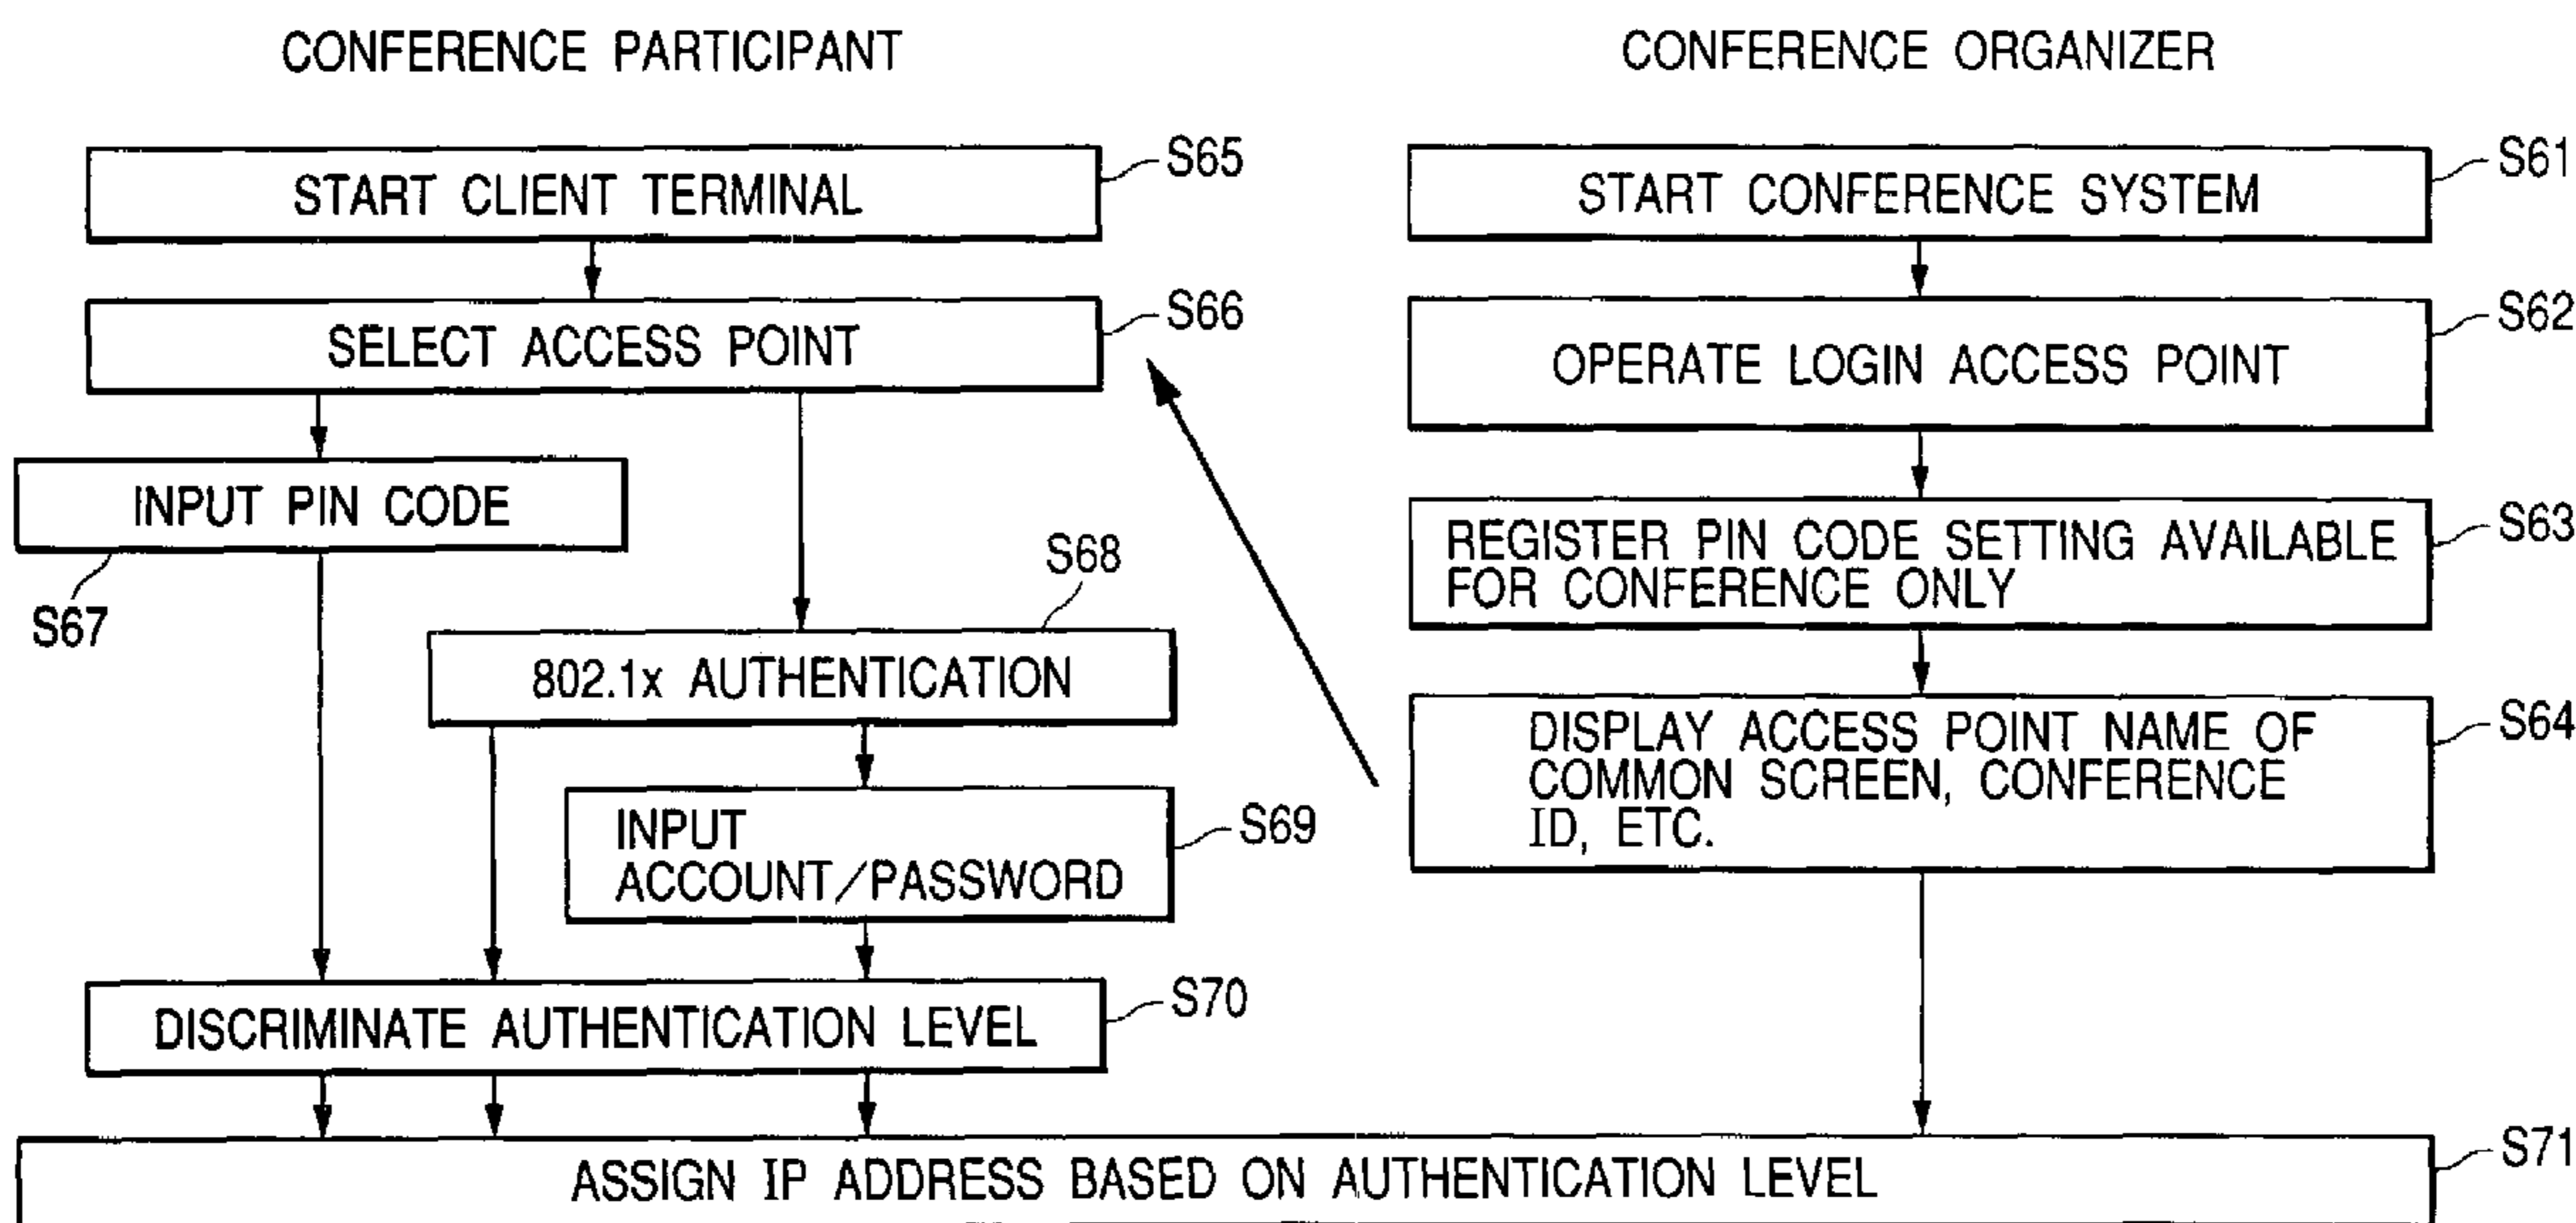 CONFERENCE PARTICIPANT
CONFERENCE ORGANIZER
START CLIENT TERMINAL
S65
START CONFERENCE SYSTEM
S61
SELECT ACCESS POINT
S66
OPERATE LOGIN ACCESS POINT
S62
INPUT PIN CODE
S67
REGISTER PIN CODE SETTING AVAILABLE
FOR CONFERENCE ONLY
S63
S68
802.1x AUTHENTICATION
DISPLAY ACCESS POINT NAME OF
COMMON SCREEN, CONFERENCE
ID, ETC.
S64
INPUT
ACCOUNT/PASSWORD
S69
DISCRIMINATE AUTHENTICATION LEVEL
S70
ASSIGN IP ADDRESS BASED ON AUTHENTICATION LEVEL
S71